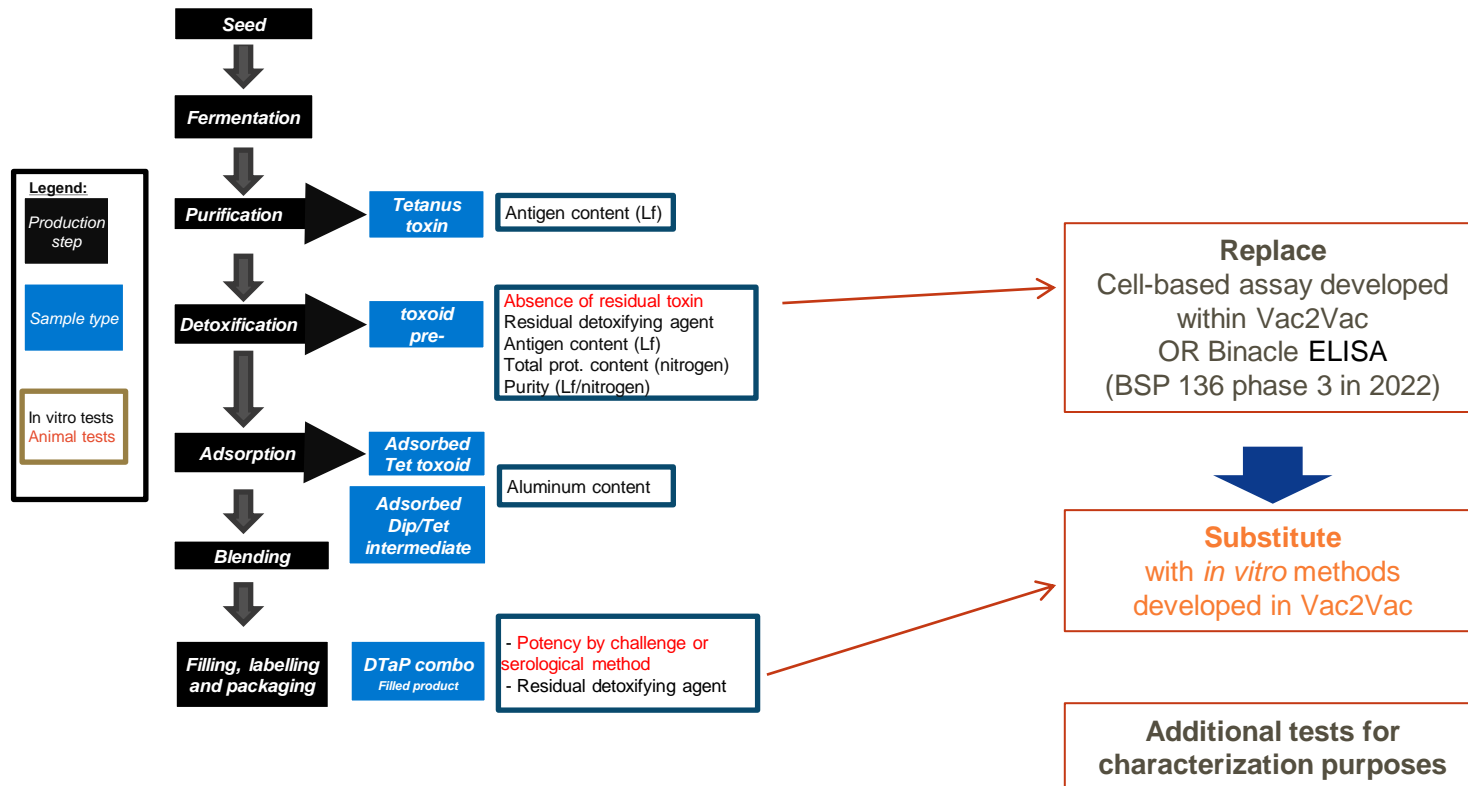 Seed
Fermentation
Legend:
Production
step
Sample type
In vitro tests
Animal tests
Purification
Tetanus
toxin
Antigen content (Lf)
Detoxification
toxoid
pre-
Absence of residual toxin
Residual detoxifying agent
Antigen content (Lf)
Total prot. content (nitrogen)
Purity (Lf/nitrogen)
Adsorption
Adsorbed
Tet toxoid
Adsorbed
Dip/Tet
intermediate
Aluminum content
Blending
Filling, labelling
and packaging
DTaP combo
Filled product
- Potency by challenge or
serological method
- Residual detoxifying agent
Replace
Cell-based assay developed
within Vac2Vac
OR Binacle ELISA
(BSP 136 phase 3 in 2022)
Substitute
with in vitro methods
developed in Vac2Vac
Additional tests for
characterization purposes